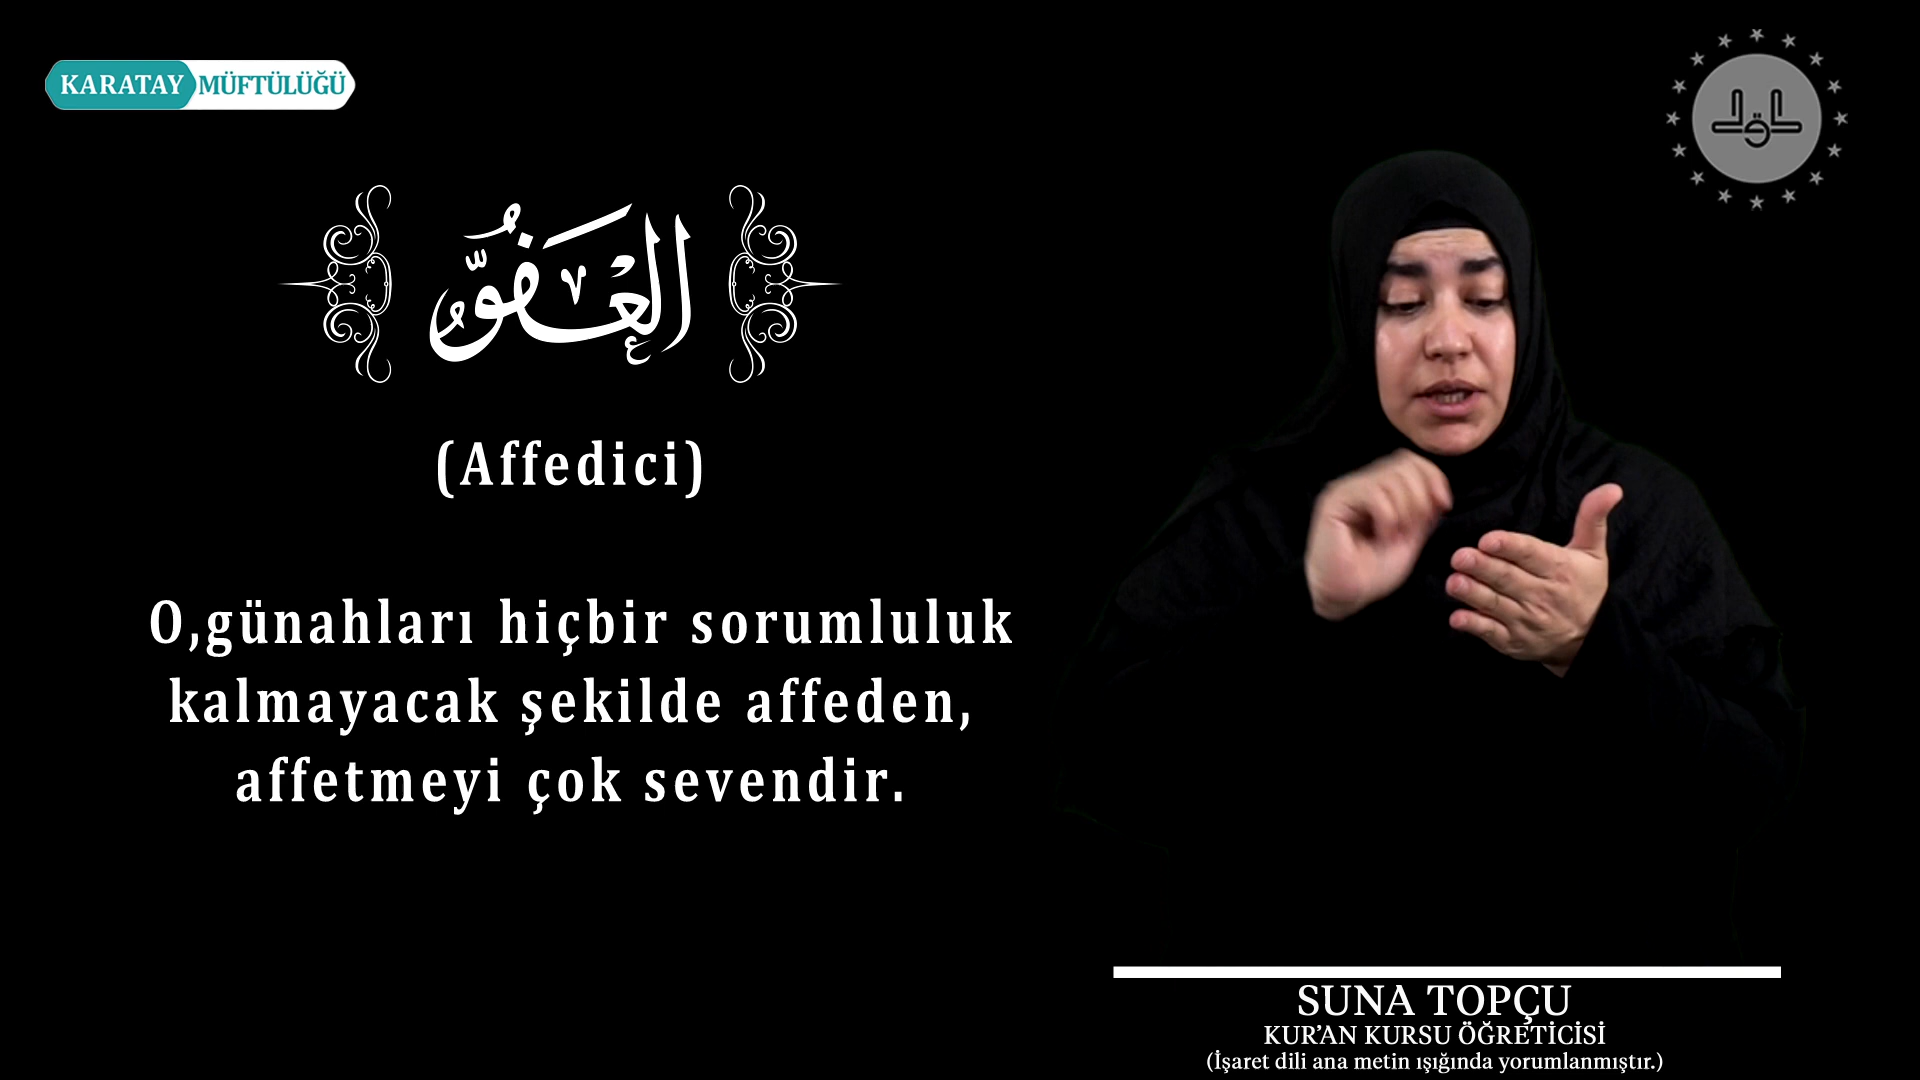 KARATAY MÜFTÜLÜĞÜ
الْعَفُوُّ
(Affedici)
O,günahları hiçbir sorumluluk
kalmayacak şekilde affeden,
affetmeyi çok sevendir.
SUNA TOPÇU
KUR'AN KURSU ÖĞRETİCİSİ
(İşaret dili ana metin ışığında yorumlanmıştır.)